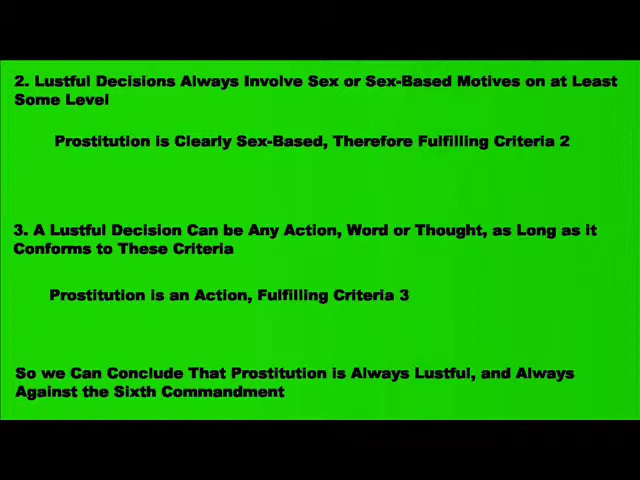 2. Lustful Decisions Always Involve Sex or Sex-Based Motives on at Least
Some Level
Prostitution is Clearly Sex-Based, Therefore Fulfilling Criteria 2
3. A Lustful Decision Can be Any Action, Word or Thought, as Long as it
Conforms to These Criteria
Prostitution is an Action, Fulfilling Criteria 3
So we Can Conclude That Prostitution is Always Lustful, and Always
Against the Sixth Commandment